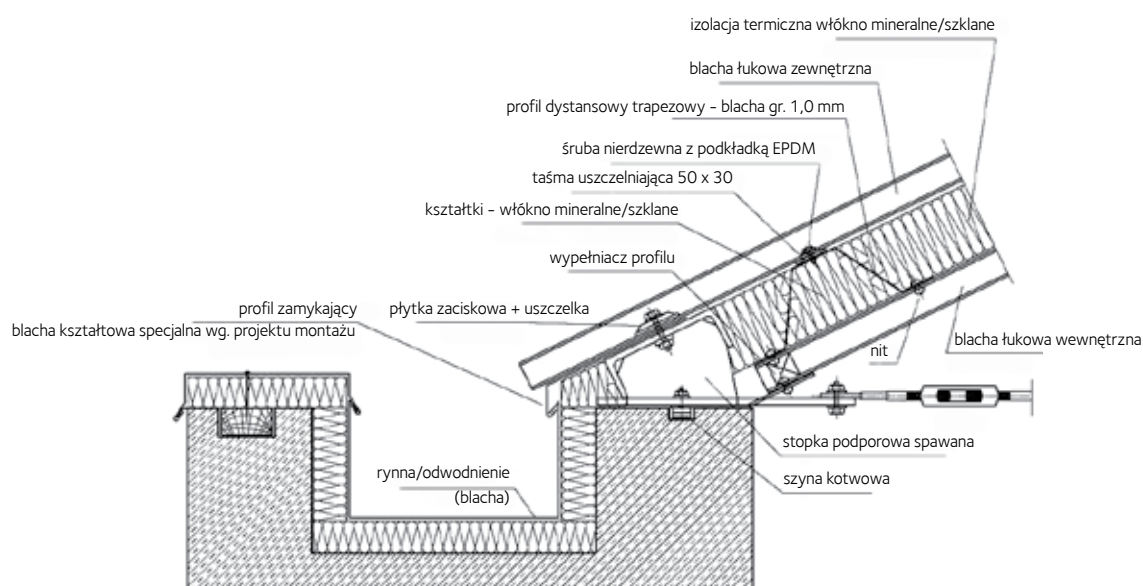 izolacja termiczna włókno mineralne/szklane
blacha łukowa zewnętrzna
profil dystansowy trapezowy - blacha gr. 1,0 mm
śruba nierdzewna z podkładką EPDM
taśma uszczelniająca 50 x 30
kształtki - włókno mineralne/szklane
wypełniacz profilu
profil zamykający
blacha kształtowa specjalna wg. projektu montażu
płytka zaciskowa + uszczelka
nit
blacha łukowa wewnętrzna
stopka podporowa spawana
rynna/odwodnienie
(blacha)
szyna kotwowa